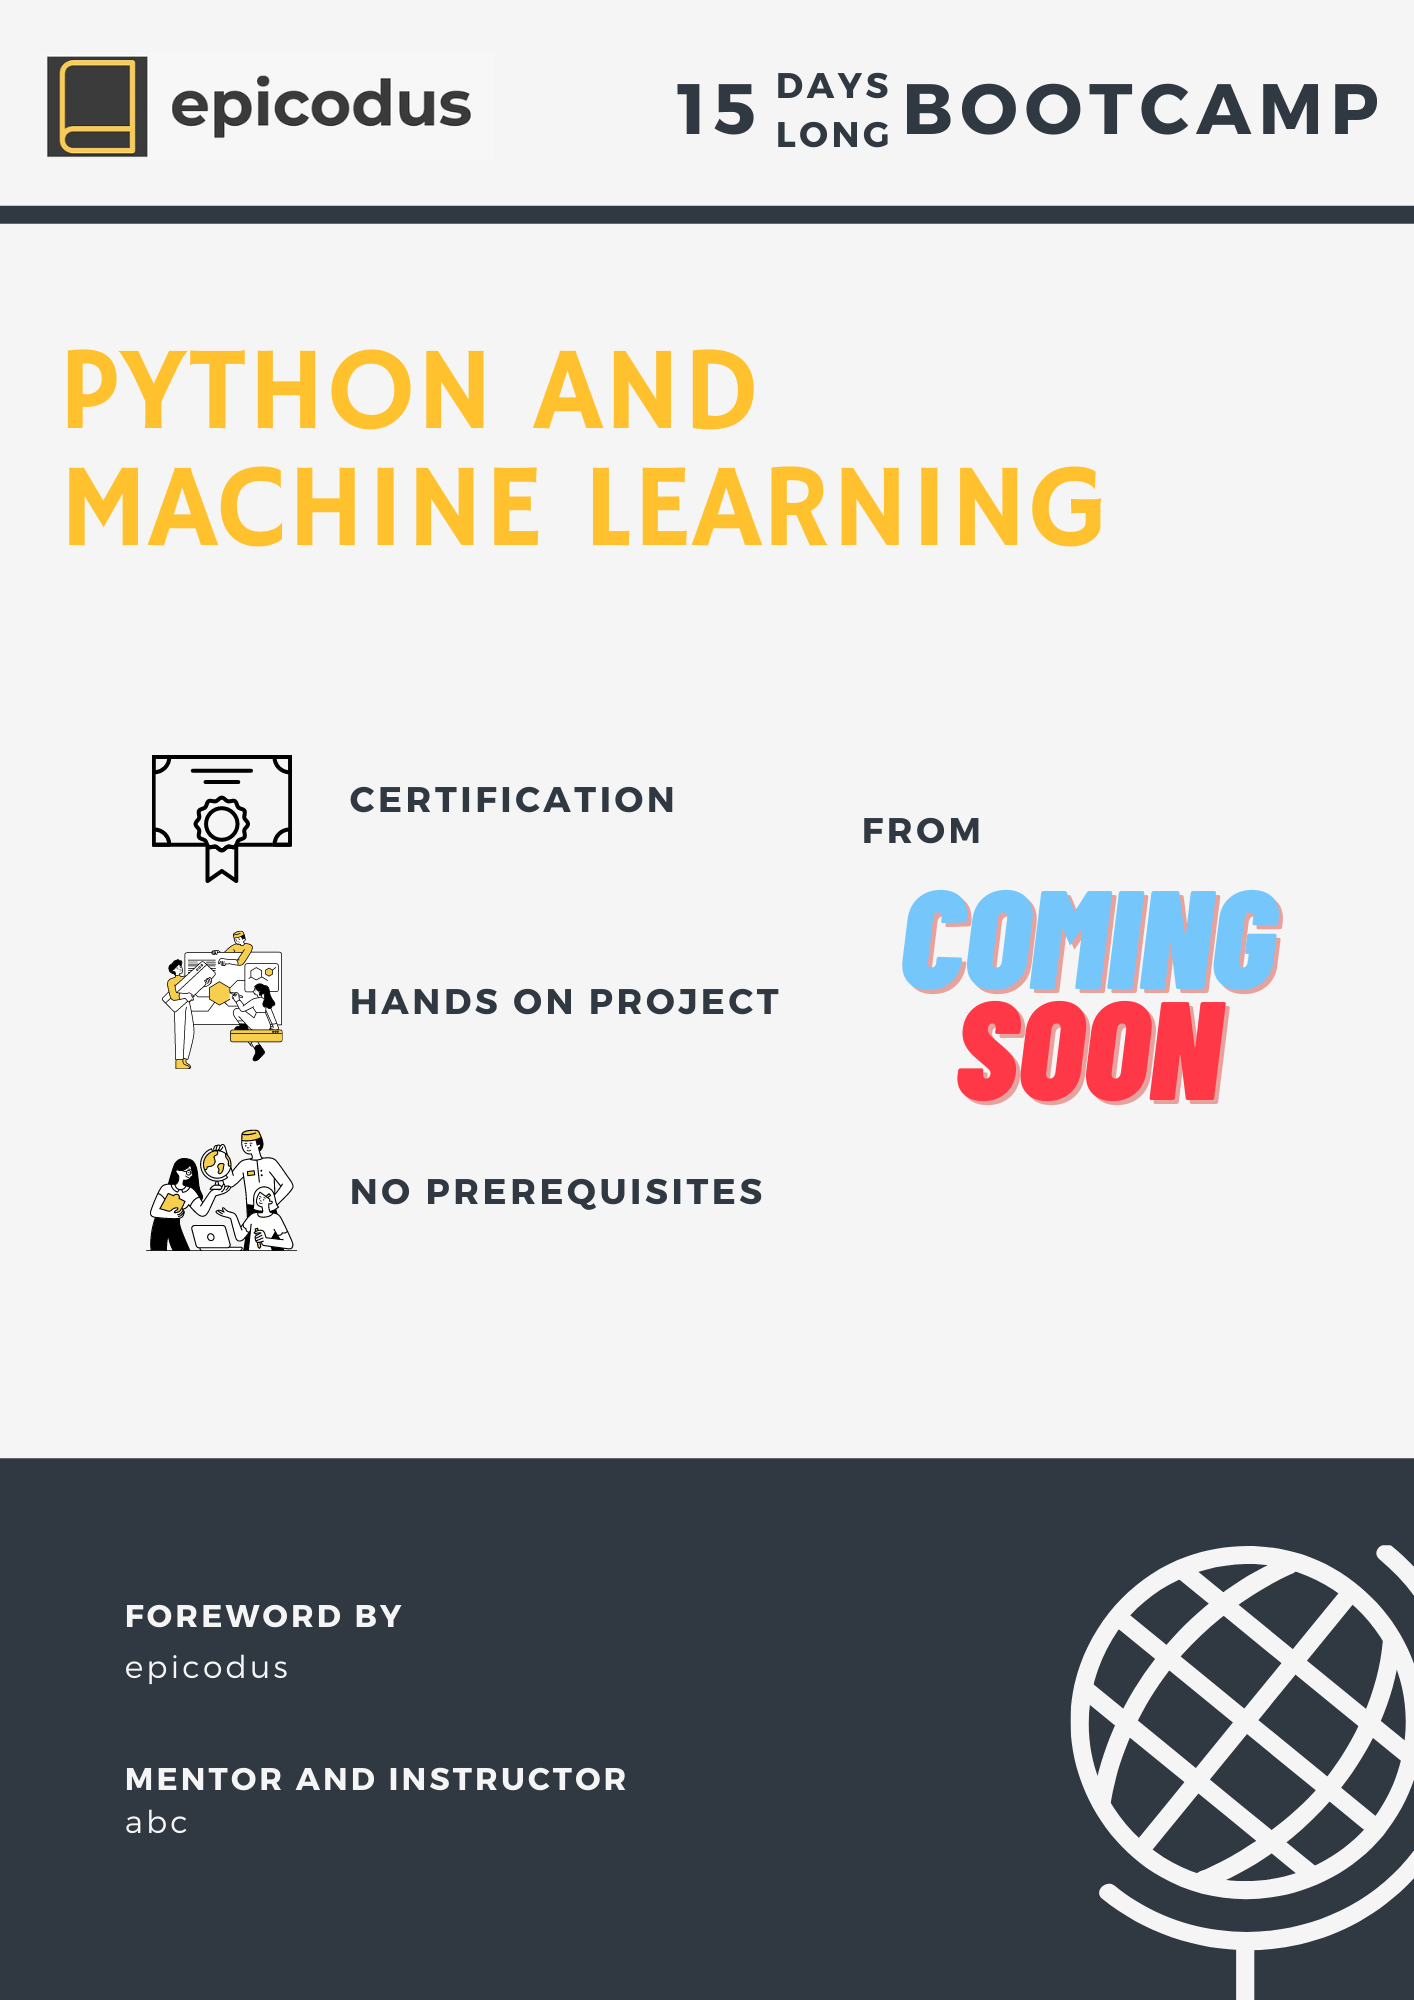 epicodus
15 DAYS LONG BOOTCAMP
PYTHON AND
MACHINE LEARNING
CERTIFICATION
HANDS ON PROJECT
NO PREREQUISITES
FROM
COMING
SOON
FOREWORD BY
epicodus
MENTOR AND INSTRUCTOR
abc